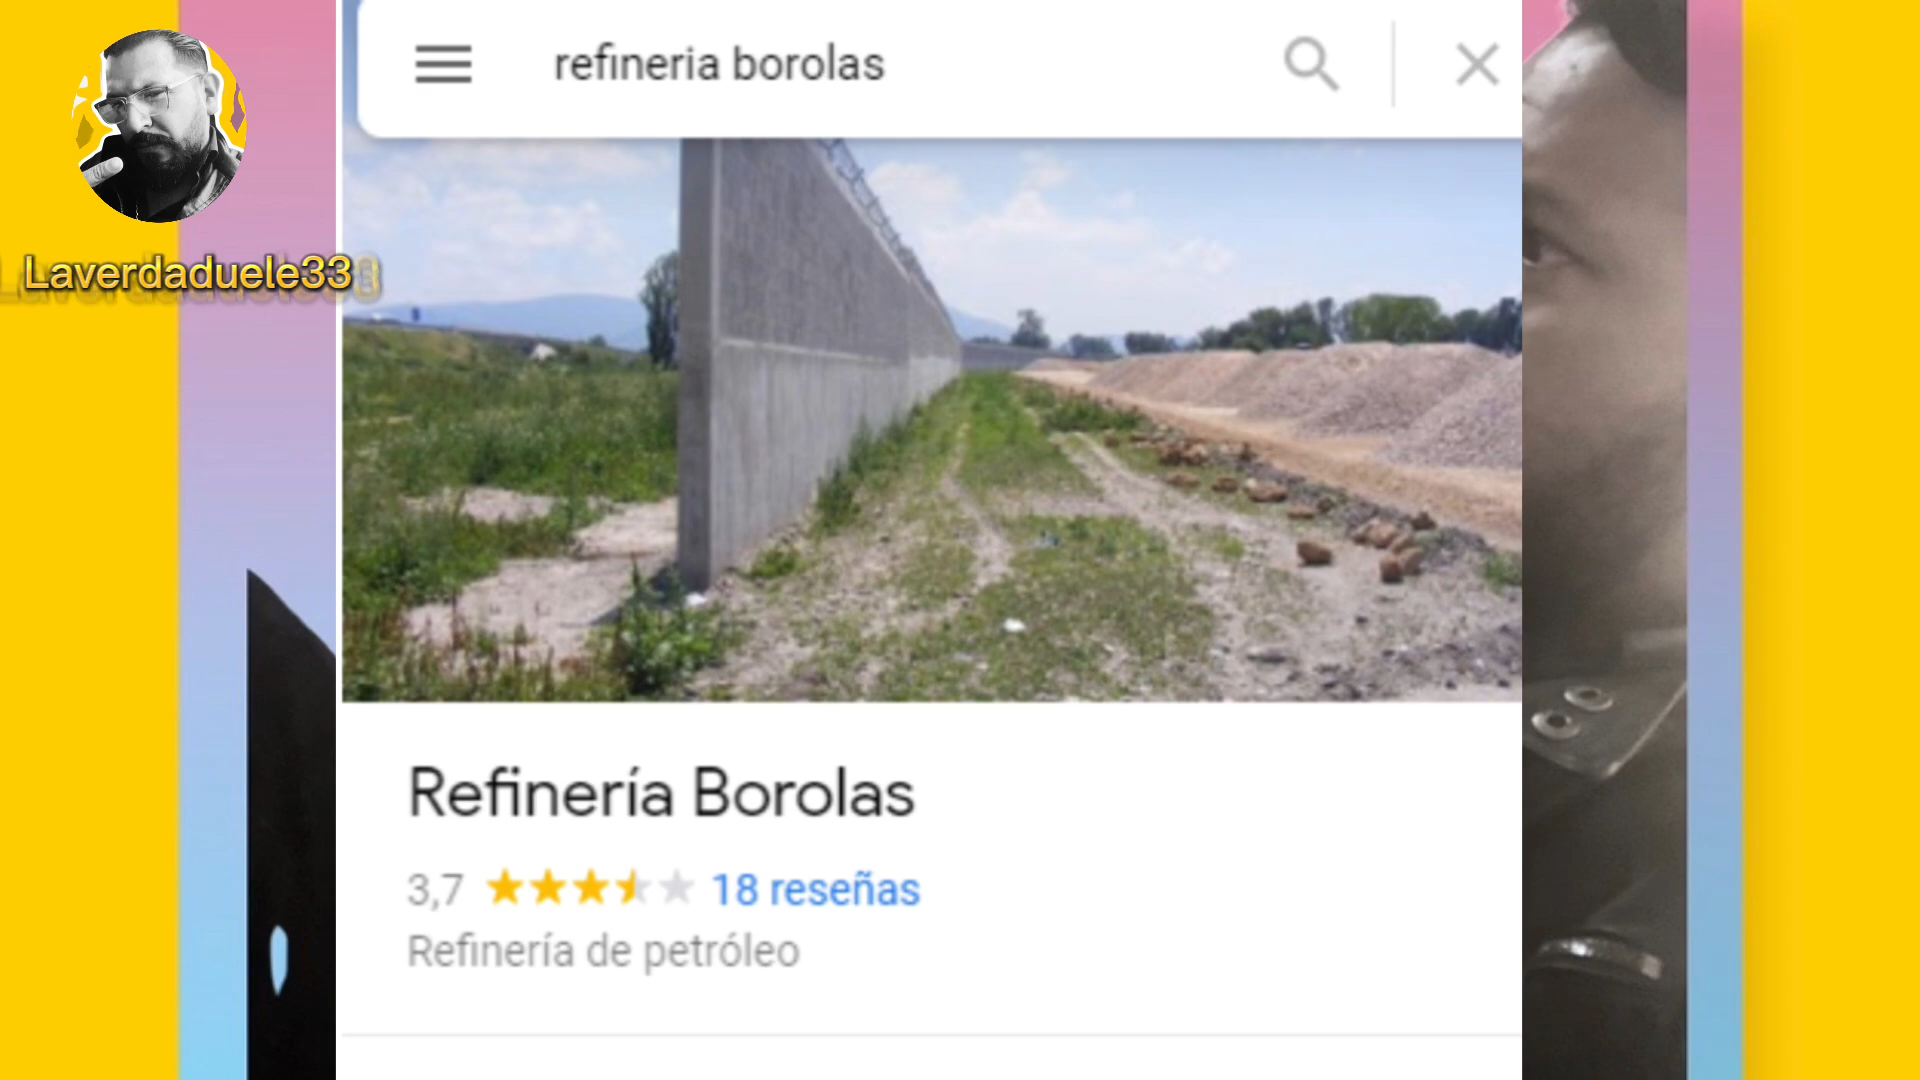 refineria borolas
Laverdaduele33
Refinería Borolas
3,7 18 reseñas
Refinería de petróleo